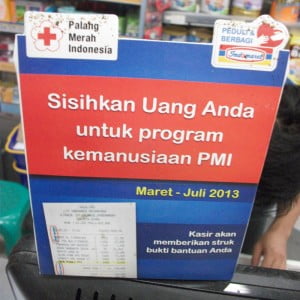 Palang
Merah
Indonesia
PEDULI &
BERBAGI
Indomaret
Sisihkan Uang Anda
untuk program
kemanusiaan PMI
Maret - Juli 2013
Kasir akan
memberikan struk
bukti bantuan Anda